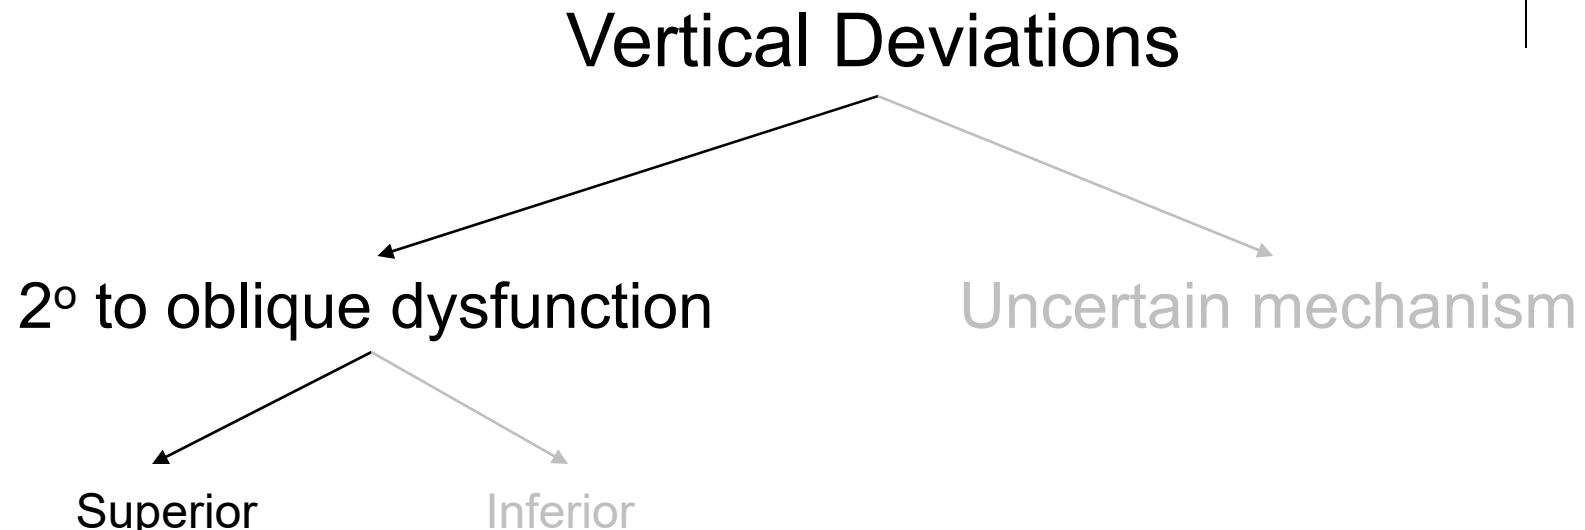 Vertical Deviations
2º to oblique dysfunction
Uncertain mechanism
Superior
Inferior